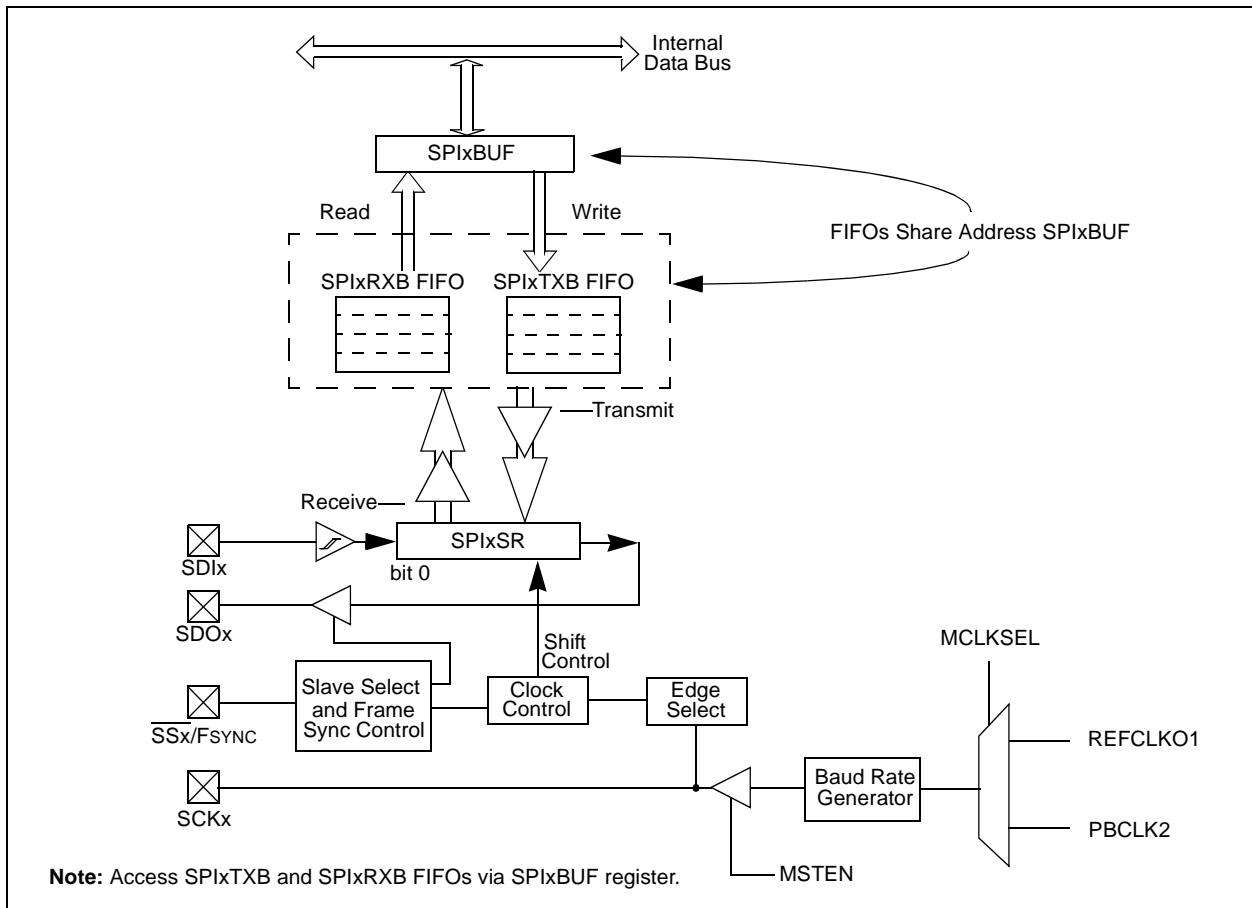 Internal
Data Bus
SPIxBUF
Read
Write
FIFOs Share Address SPIxBUF
SPIxRXB FIFO
SPIxTXB FIFO
Transmit
Receive
SDIx
SPIxSR
bit 0
SDOx
Shift
Control
MCLKSEL
Slave Select
and Frame
Sync Control
Clock
Control
Edge
Select
SSx/FSYNC
REFCLKO1
Baud Rate
Generator
SCKx
PBCLK2
MSTEN
Note: Access SPIxTXB and SPIxRXB FIFOs via SPIxBUF register.